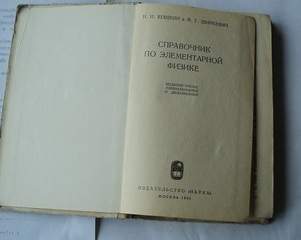 Н. И. КОШКИН и М. Г. ШИРКЕВИЧ
СПРАВОЧНИК
ПО ЭЛЕМЕНТАРНОЙ
ФИЗИКЕ
ИЗДАТЕЛЬСТВО «НАУКА»
МОСКВА